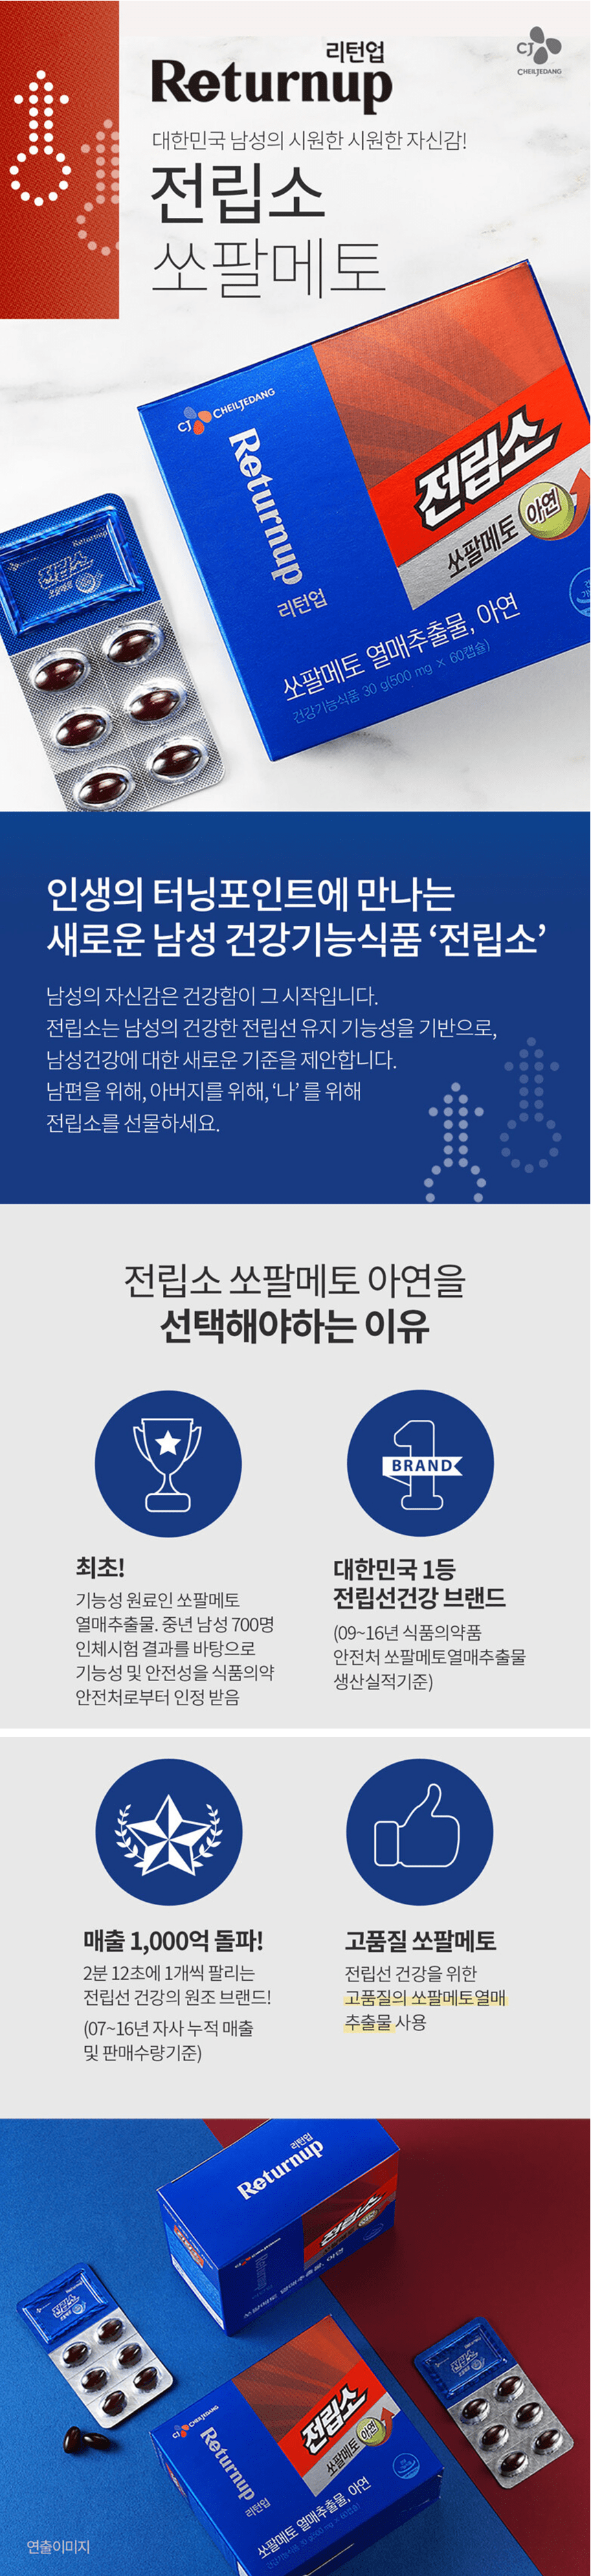 리턴업
Returnup
CJ
CHEILJEDANG
대한민국 남성의 시원한 시원한 자신감!
전립소
쏘팔메토
CJ CHEILJEDANG
Returnup
리턴업
전립소
쏘팔메토 아연
쏘팔메토 열매추출물, 아연
건강기능식품 30 g(500 mg × 60캡슐)
Returnup
전립소
인생의 터닝포인트에 만나는
새로운 남성 건강기능식품 ‘전립소’
남성의 자신감은 건강함이 그 시작입니다.
전립소는 남성의 건강한 전립선 유지 기능성을 기반으로,
남성건강에 대한 새로운 기준을 제안합니다.
남편을 위해, 아버지를 위해, ‘나’ 를 위해
전립소를 선물하세요.
전립소 쏘팔메토 아연을
선택해야하는 이유
최초!
기능성 원료인 쏘팔메토
열매추출물. 중년 남성 700명
인체시험 결과를 바탕으로
기능성 및 안전성을 식품의약
안전처로부터 인정 받음
1
BRAND
대한민국 1등
전립선건강 브랜드
(09~16년 식품의약품
안전처 쏘팔메토열매추출물
생산실적기준)
매출 1,000억 돌파!
2분 12초에 1개씩 팔리는
전립선 건강의 원조 브랜드!
(07~16년 자사 누적 매출
및 판매수량기준)
고품질 쏘팔메토
전립선 건강을 위한
고품질의 쏘팔메토열매
추출물 사용
리턴업
Returnup
전립소
전립소
CJ CHEILJEDANG
Returnup
리턴업
전립소
쏘팔메토 아연
쏘팔메토 열매추출물, 아연
전립소
연출이미지